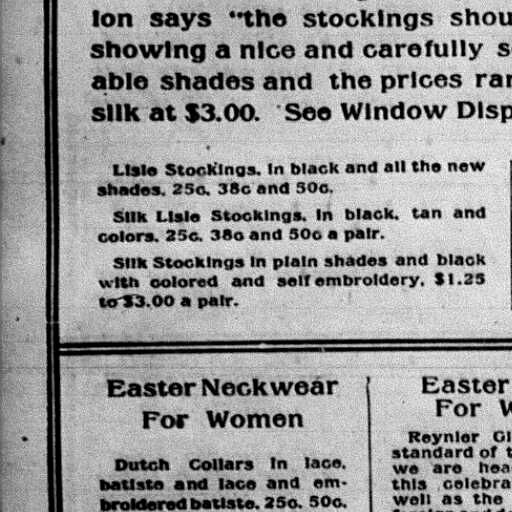 ion says "the stockings shou
showing a nice and carefully s
able shades and the prices ran
silk at $3.00. See Window Disp
Lisle Stockings, in black and all the new
shades, 25c, 38c and 50c.
Silk Lisle Stockings, in black, tan and
colors, 25c, 38c and 50c a pair.
Silk Stockings in plain shades and black
with colored and self embroidery, $1.25
to $3.00 a pair.
Easter Neckwear
For Women
Dutch Collars in lace,
batiste and lace and em-
broidered batiste, 25c, 50c,
Easter
For W
Reynier Gl
standard of t
we are hea
this celebra
well as the